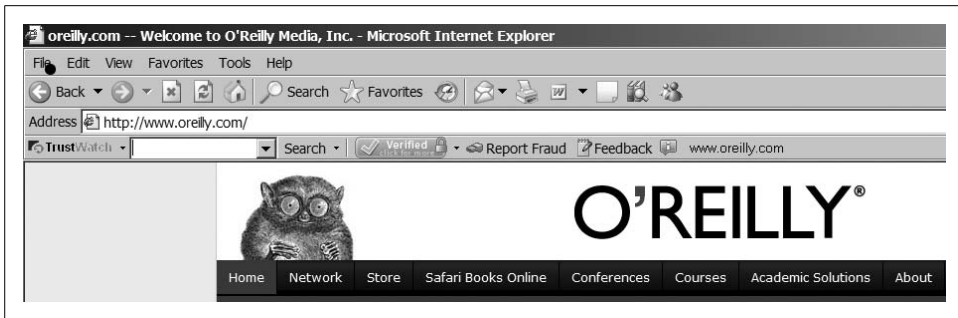 oreilly.com -- Welcome to O'Reilly Media, Inc. - Microsoft Internet Explorer
File Edit View Favorites Tools Help
Back Search Favorites
Address http://www.oreilly.com/
TrustWatch Search Verified Report Fraud Feedback www.oreilly.com
O'REILLY®
Home Network Store Safari Books Online Conferences Courses Academic Solutions About